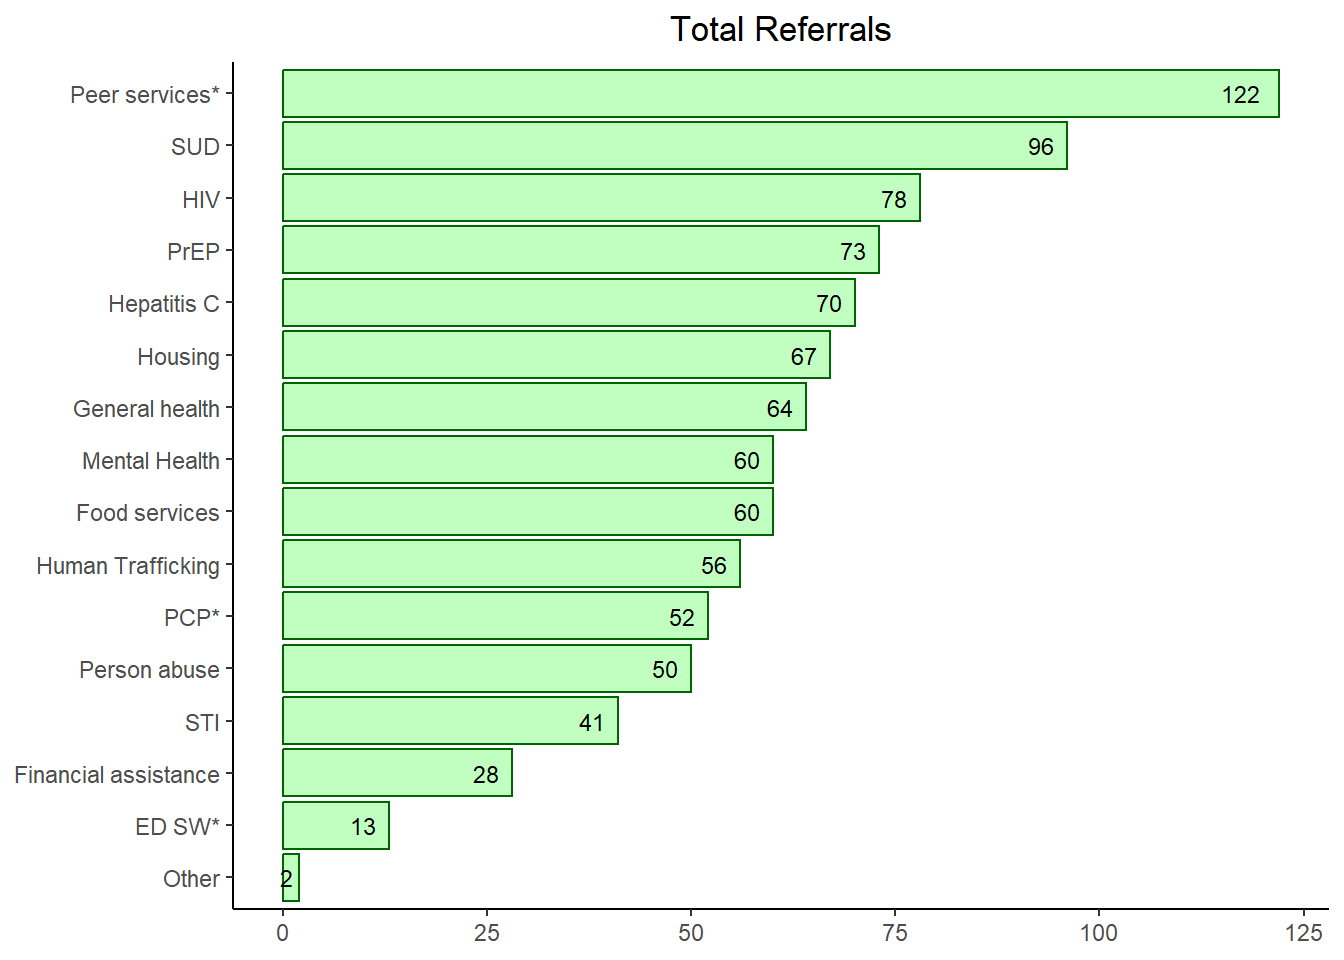 Total Referrals
Peer services* 122
SUD 96
HIV 78
PrEP 73
Hepatitis C 70
Housing 67
General health 64
Mental Health 60
Food services 60
Human Trafficking 56
PCP* 52
Person abuse 50
STI 41
Financial assistance 28
ED SW* 13
Other 2
0 25 50 75 100 125